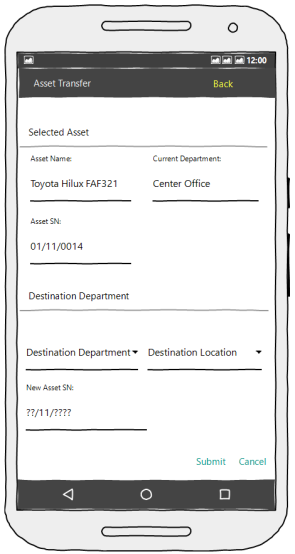 12:00
Asset Transfer Back
Selected Asset
Asset Name: Current Department:
Toyota Hilux FAF321 Center Office
Asset SN:
01/11/0014
Destination Department
Destination Department Destination Location
New Asset SN:
??/11/????
Submit Cancel